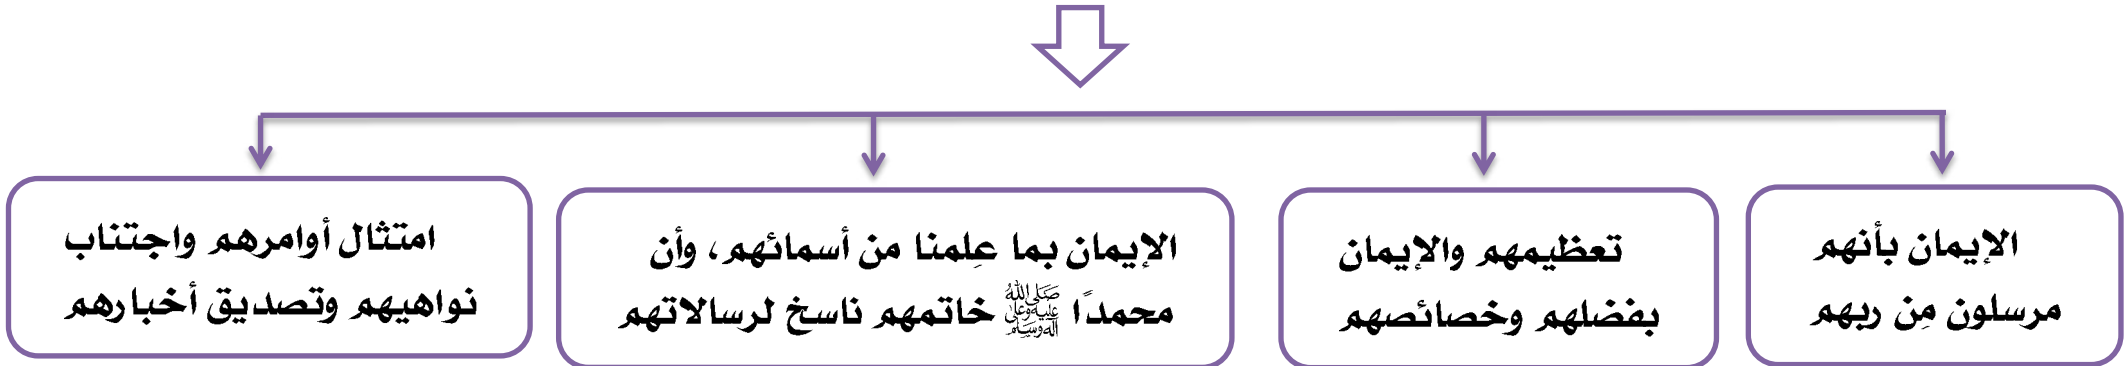 الإيمان بأنهم
مرسلون مِن ربهم
تعظيمهم والإيمان
بفضلهم وخصائصهم
الإيمان بما عِلمنا من أسمائهم، وأن
محمدًا ﷺ خاتمهم ناسخ لرسالاتهم
امتثال أوامرهم واجتناب
نواهيهم وتصديق أخبارهم